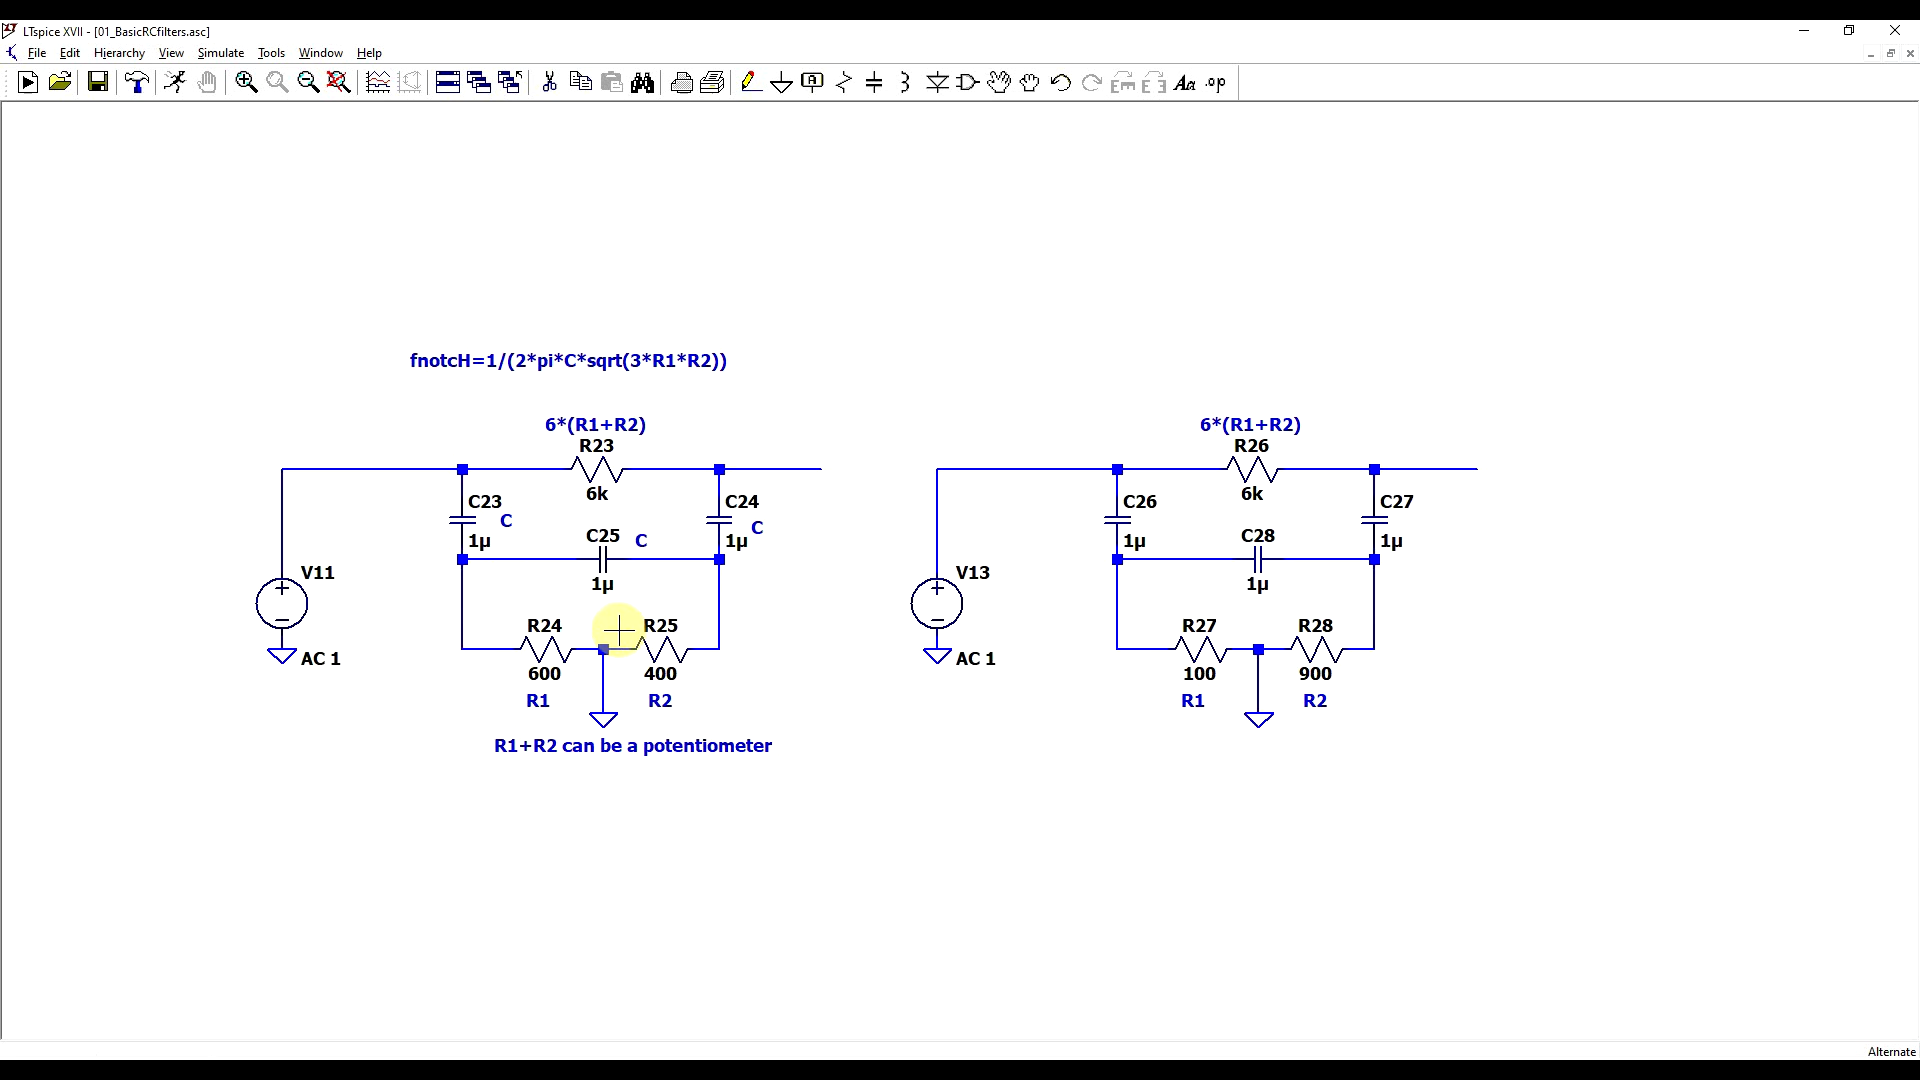 LTspice XVII - [01_BasicRCfilters.asc]
File Edit Hierarchy View Simulate Tools Window Help
A
Aa .op
fnotcH=1/(2*pi*C*sqrt(3*R1*R2))
6*(R1+R2)
R23
6k
C23
C
1µ
C24
C
1µ
C25
C
1µ
V11
AC 1
R24
600
R1
R25
400
R2
R1+R2 can be a potentiometer
6*(R1+R2)
R26
6k
C26
1µ
C27
1µ
C28
1µ
V13
AC 1
R27
100
R1
R28
900
R2
Alternate